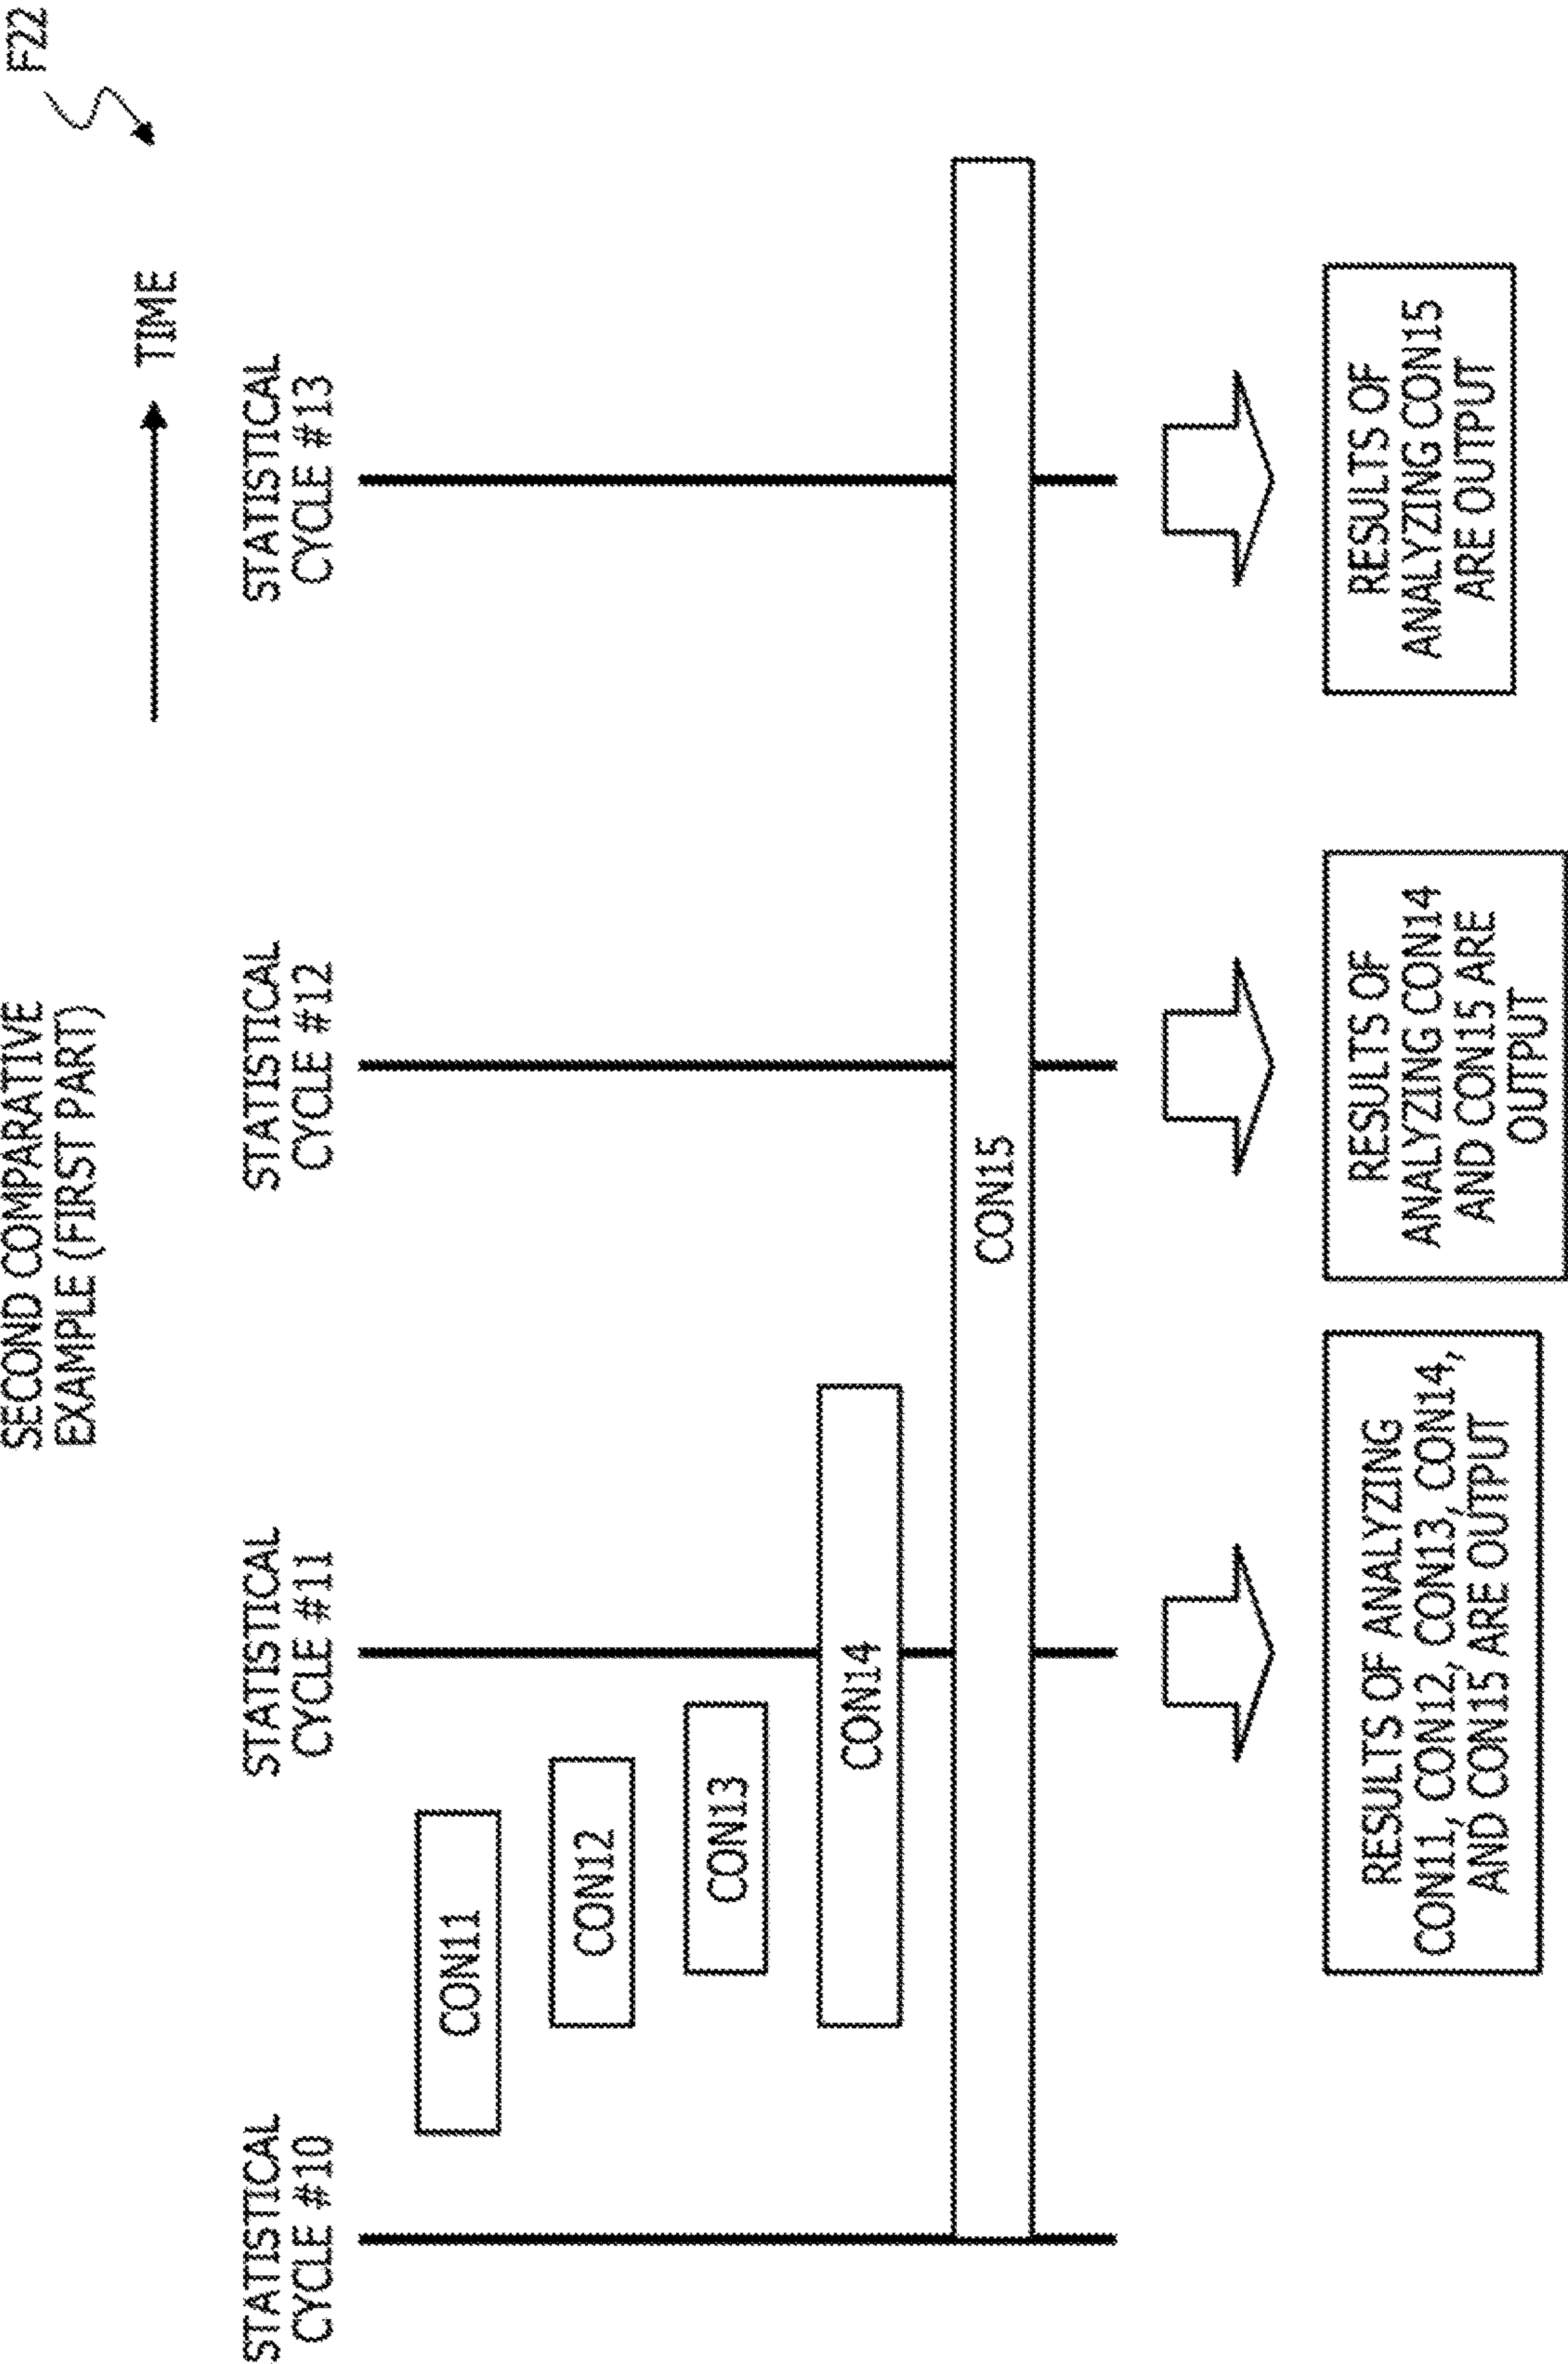 F22
SECOND COMPARATIVE
EXAMPLE (FIRST PART)
TIME
STATISTICAL
CYCLE #10
STATISTICAL
CYCLE #11
STATISTICAL
CYCLE #12
STATISTICAL
CYCLE #13
CON11
CON12
CON13
CON14
CON15
RESULTS OF ANALYZING
CON11, CON12, CON13, CON14,
AND CON15 ARE OUTPUT
RESULTS OF
ANALYZING CON14
AND CON15 ARE
OUTPUT
RESULTS OF
ANALYZING CON15
ARE OUTPUT